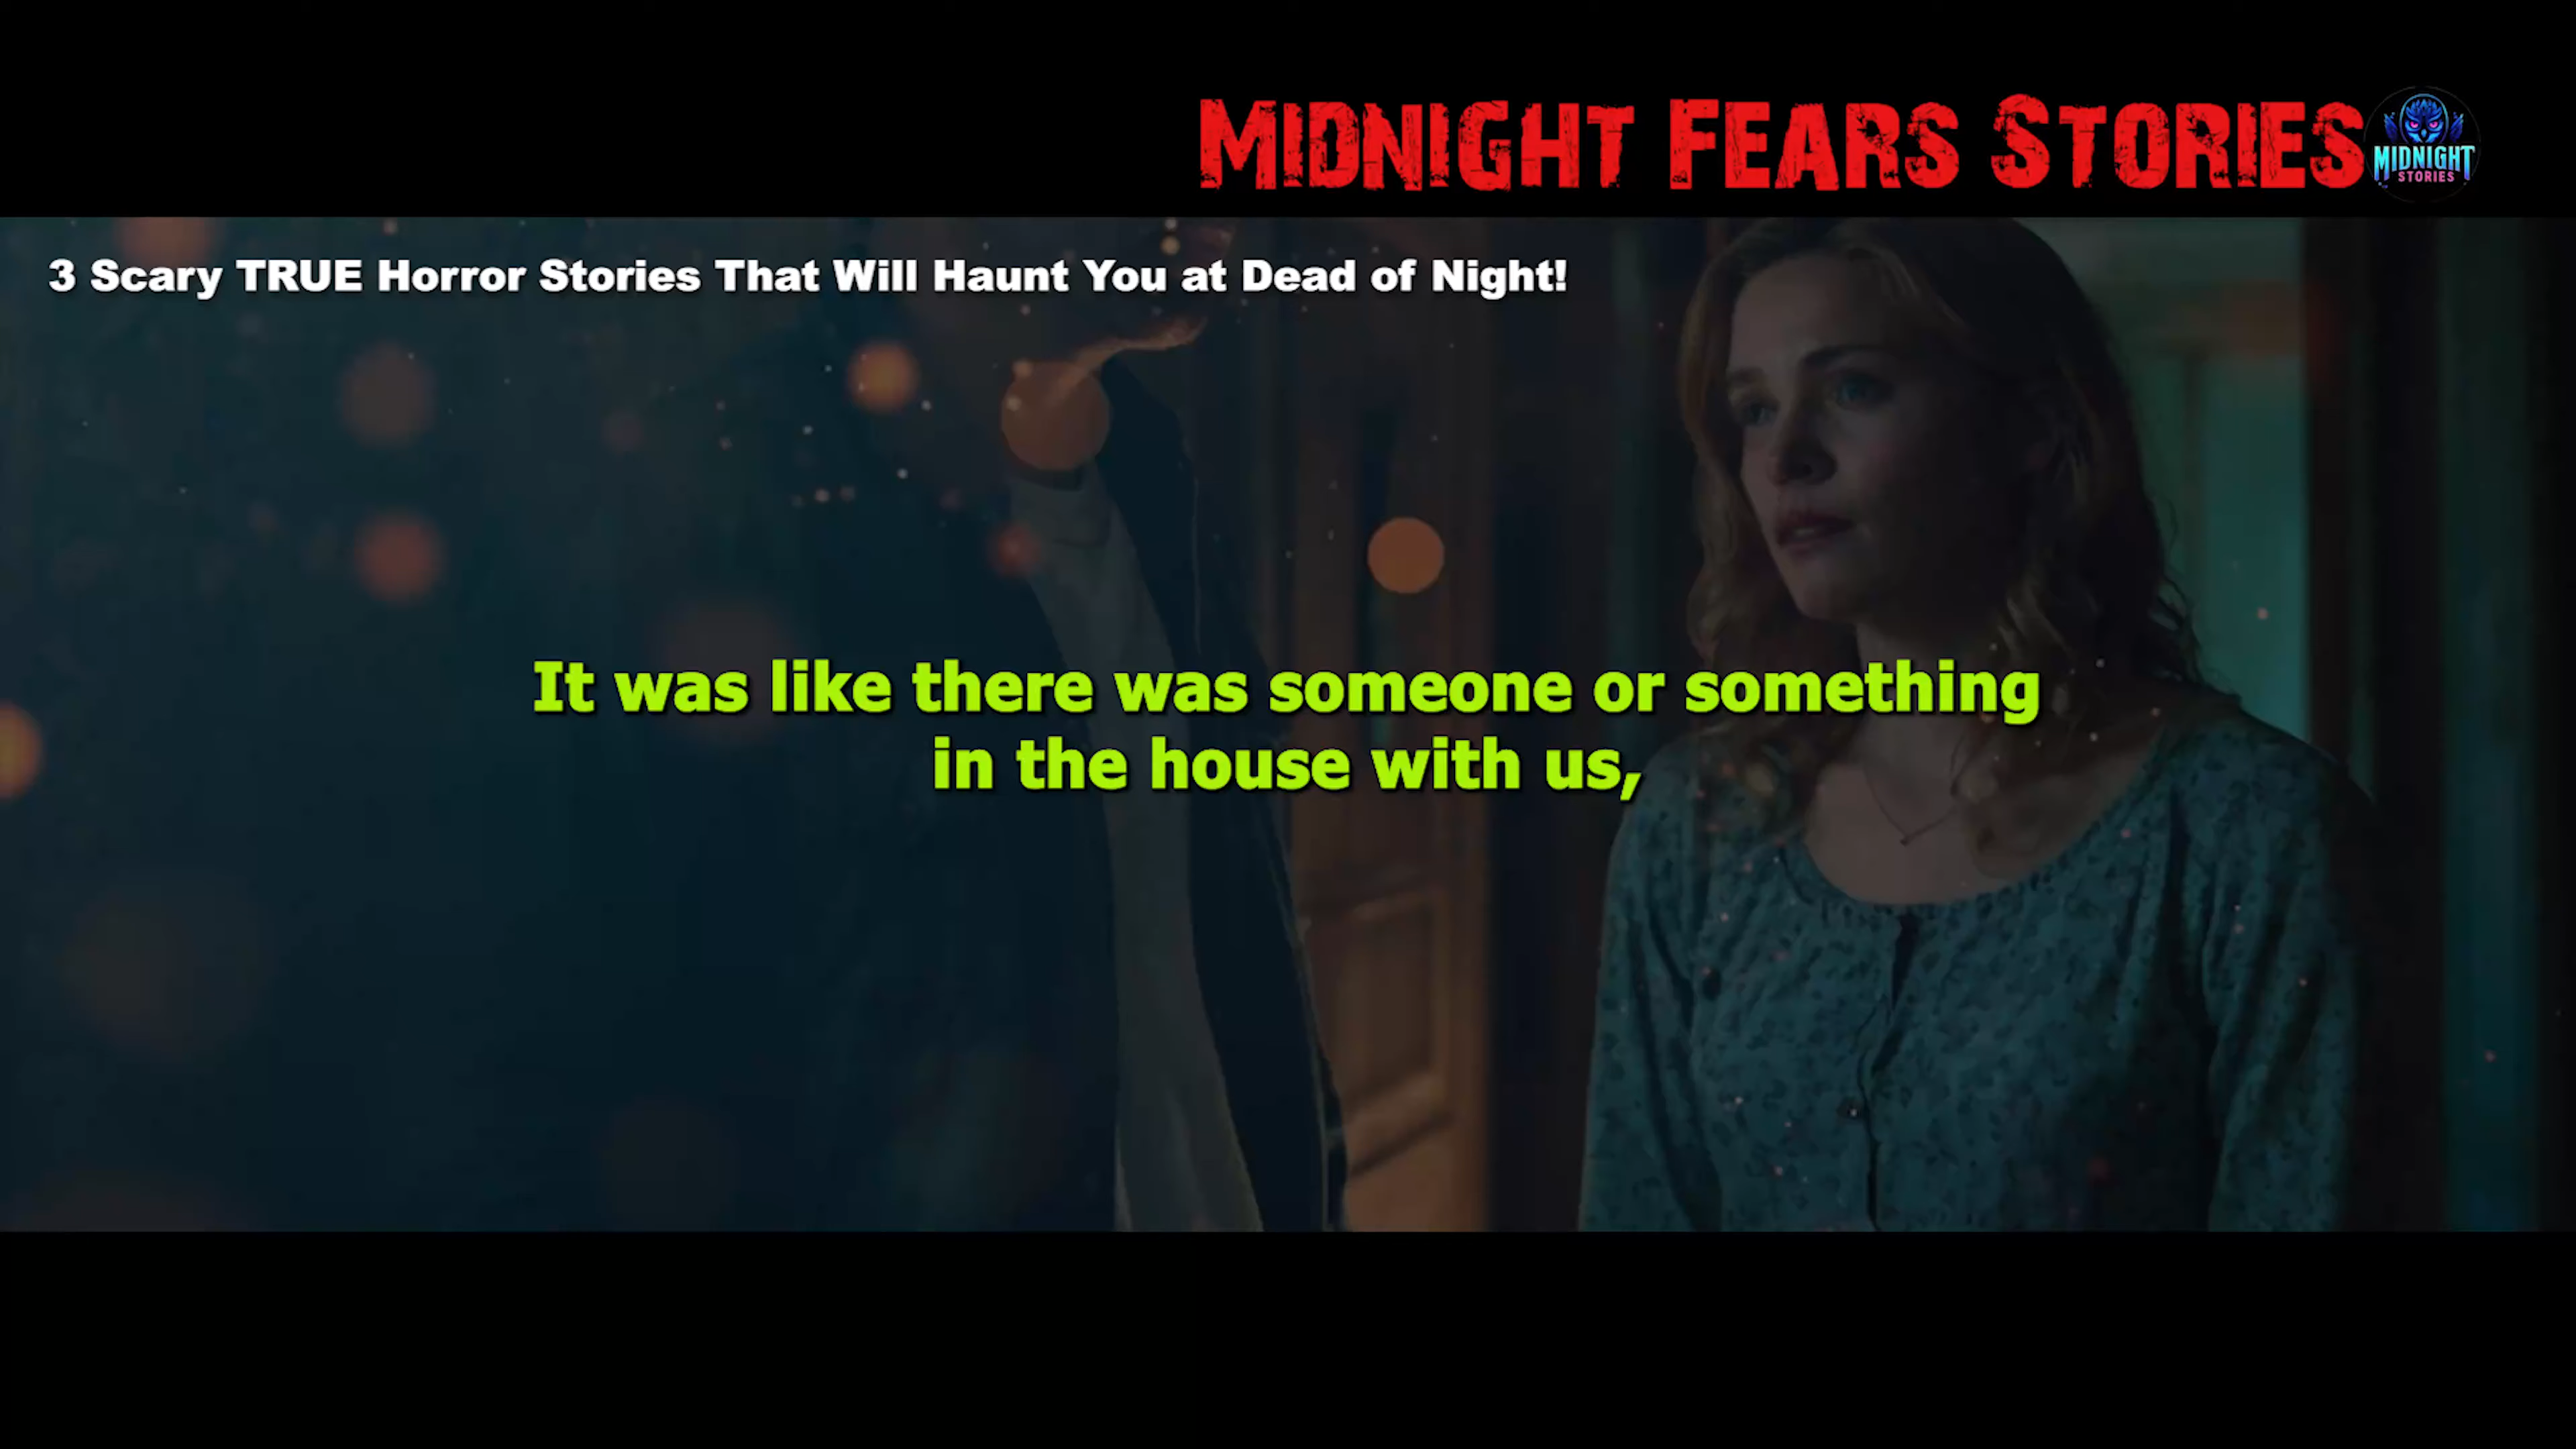 MIDNIGHT FEARS STORIES
MIDNIGHT
STORIES
3 Scary TRUE Horror Stories That Will Haunt You at Dead of Night!
It was like there was someone or something
in the house with us,